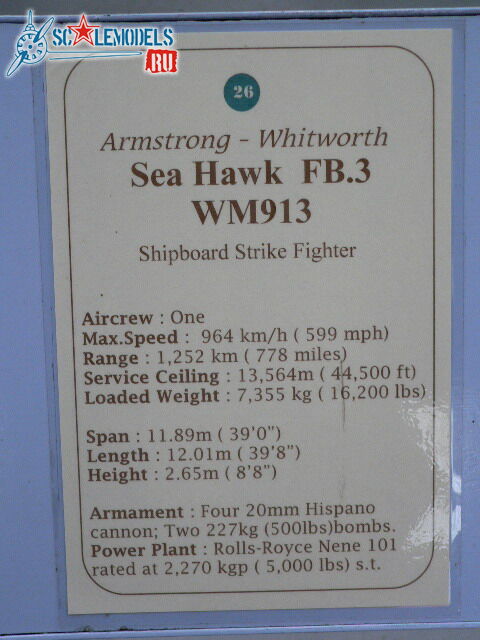 SCALEMODELS
RU
26
Armstrong - Whitworth
Sea Hawk FB.3
WM913
Shipboard Strike Fighter
Aircrew : One
Max.Speed : 964 km/h ( 599 mph)
Range : 1,252 km ( 778 miles)
Service Ceiling : 13,564m ( 44,500 ft)
Loaded Weight : 7,355 kg ( 16,200 lbs)
Span : 11.89m ( 39'0")
Length : 12.01m ( 39'8")
Height : 2.65m ( 8'8")
Armament : Four 20mm Hispano
cannon; Two 227kg (500lbs)bombs.
Power Plant : Rolls-Royce Nene 101
rated at 2,270 kgp ( 5,000 lbs) s.t.